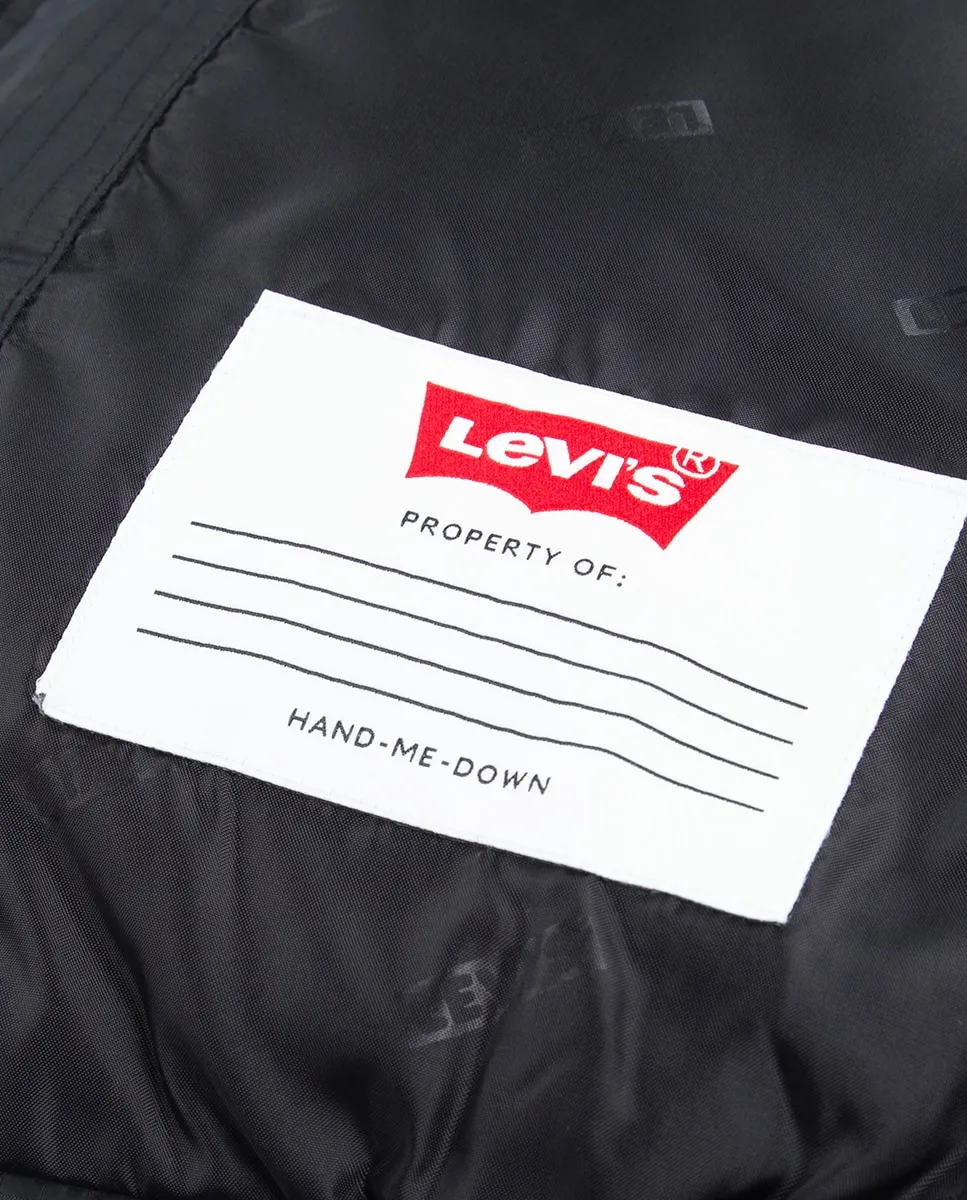 LEVI'S®
PROPERTY OF:
HAND-ME-DOWN